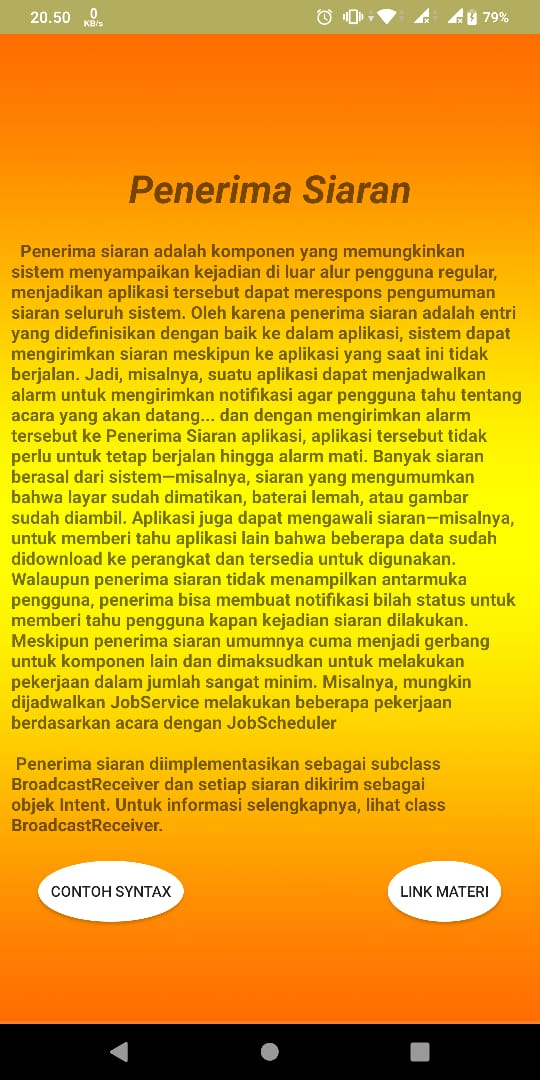 20.50 0 KB/s 79%
Penerima Siaran
Penerima siaran adalah komponen yang memungkinkan
sistem menyampaikan kejadian di luar alur pengguna regular,
menjadikan aplikasi tersebut dapat merespons pengumuman
siaran seluruh sistem. Oleh karena penerima siaran adalah entri
yang didefinisikan dengan baik ke dalam aplikasi, sistem dapat
mengirimkan siaran meskipun ke aplikasi yang saat ini tidak
berjalan. Jadi, misalnya, suatu aplikasi dapat menjadwalkan
alarm untuk mengirimkan notifikasi agar pengguna tahu tentang
acara yang akan datang... dan dengan mengirimkan alarm
tersebut ke Penerima Siaran aplikasi, aplikasi tersebut tidak
perlu untuk tetap berjalan hingga alarm mati. Banyak siaran
berasal dari sistem—misalnya, siaran yang mengumumkan
bahwa layar sudah dimatikan, baterai lemah, atau gambar
sudah diambil. Aplikasi juga dapat mengawali siaran—misalnya,
untuk memberi tahu aplikasi lain bahwa beberapa data sudah
didownload ke perangkat dan tersedia untuk digunakan.
Walaupun penerima siaran tidak menampilkan antarmuka
pengguna, penerima bisa membuat notifikasi bilah status untuk
memberi tahu pengguna kapan kejadian siaran dilakukan.
Meskipun penerima siaran umumnya cuma menjadi gerbang
untuk komponen lain dan dimaksudkan untuk melakukan
pekerjaan dalam jumlah sangat minim. Misalnya, mungkin
dijadwalkan JobService melakukan beberapa pekerjaan
berdasarkan acara dengan JobScheduler
Penerima siaran diimplementasikan sebagai subclass
BroadcastReceiver dan setiap siaran dikirim sebagai
objek Intent. Untuk informasi selengkapnya, lihat class
BroadcastReceiver.
CONTOH SYNTAX LINK MATERI